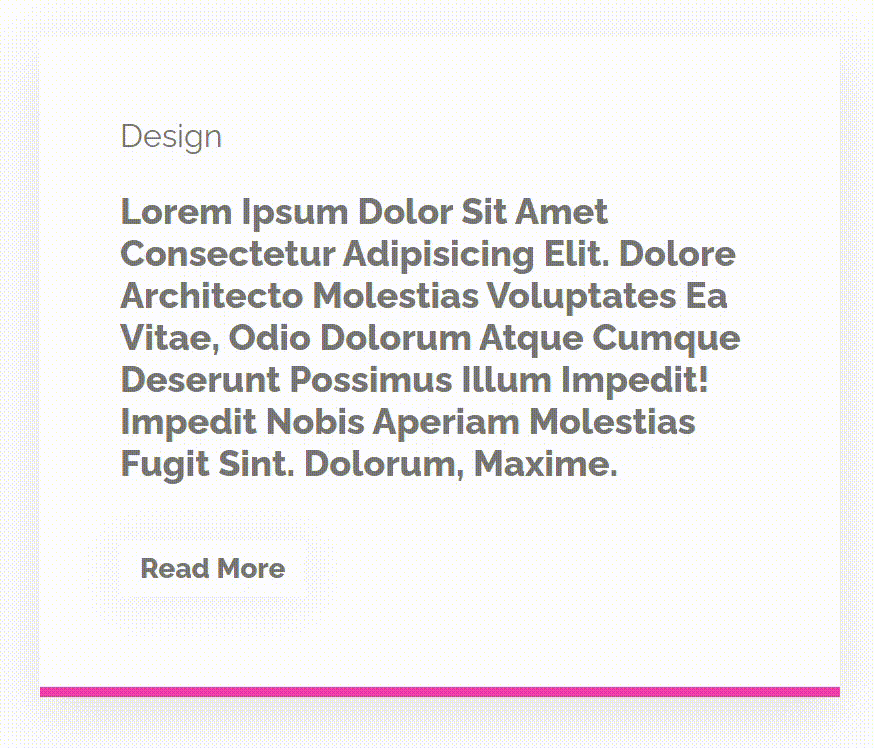 Design
Lorem Ipsum Dolor Sit Amet
Consectetur Adipisicing Elit. Dolore
Architecto Molestias Voluptates Ea
Vitae, Odio Dolorum Atque Cumque
Deserunt Possimus Illum Impedit!
Impedit Nobis Aperiam Molestias
Fugit Sint. Dolorum, Maxime.
Read More